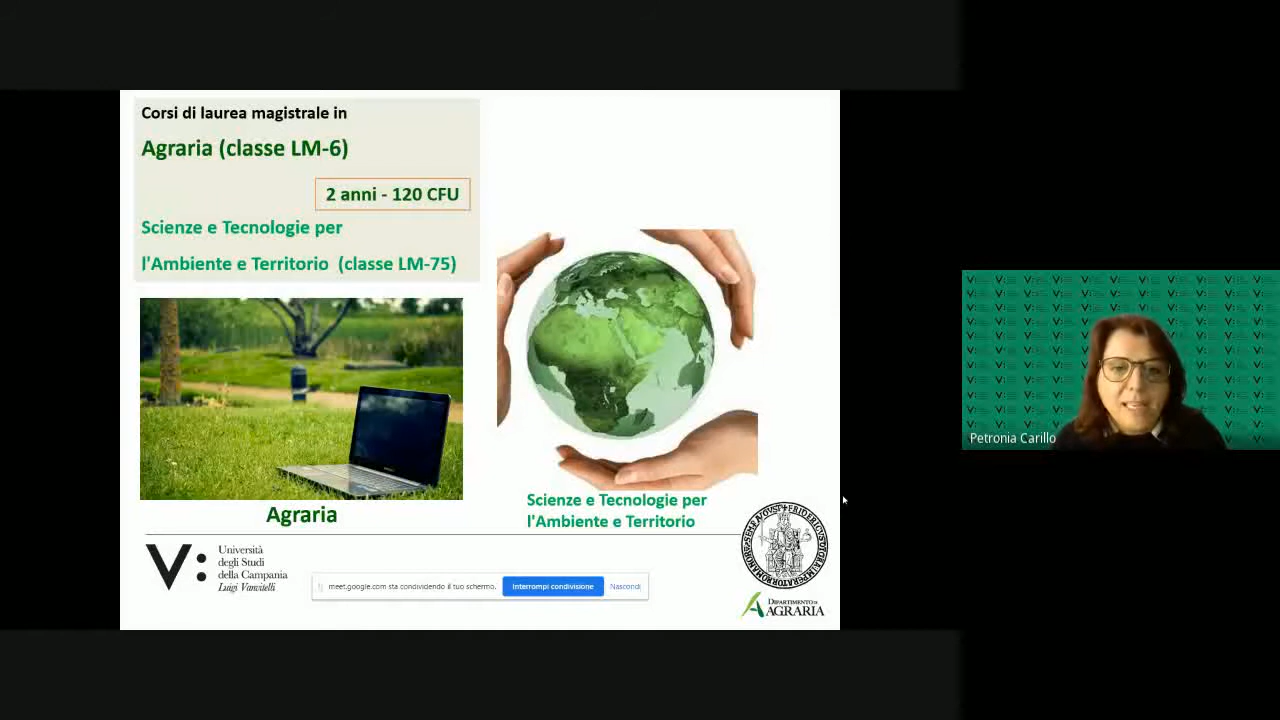 Corsi di laurea magistrale in
Agraria (classe LM-6)
2 anni - 120 CFU
Scienze e Tecnologie per
l'Ambiente e Territorio (classe LM-75)
Agraria
Scienze e Tecnologie per
l'Ambiente e Territorio
V:
Università
degli Studi
della Campania
Luigi Vanvitelli
meet.google.com sta condividendo il tuo schermo.
Interrompi condivisione
Nascondi
DIPARTIMENTO DI
AGRARIA
Petronia Carillo